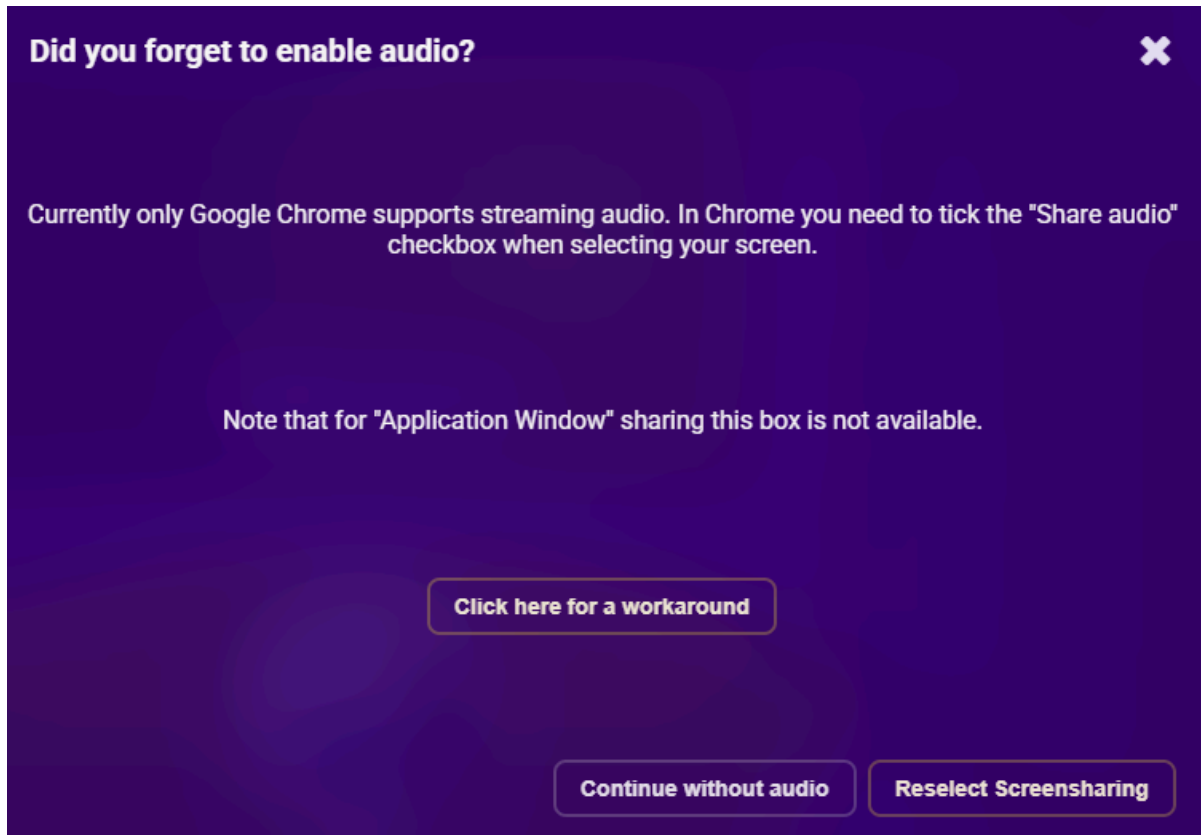 Did you forget to enable audio?
Currently only Google Chrome supports streaming audio. In Chrome you need to tick the "Share audio"
checkbox when selecting your screen.
Note that for "Application Window" sharing this box is not available.
Click here for a workaround
Continue without audio
Reselect Screensharing